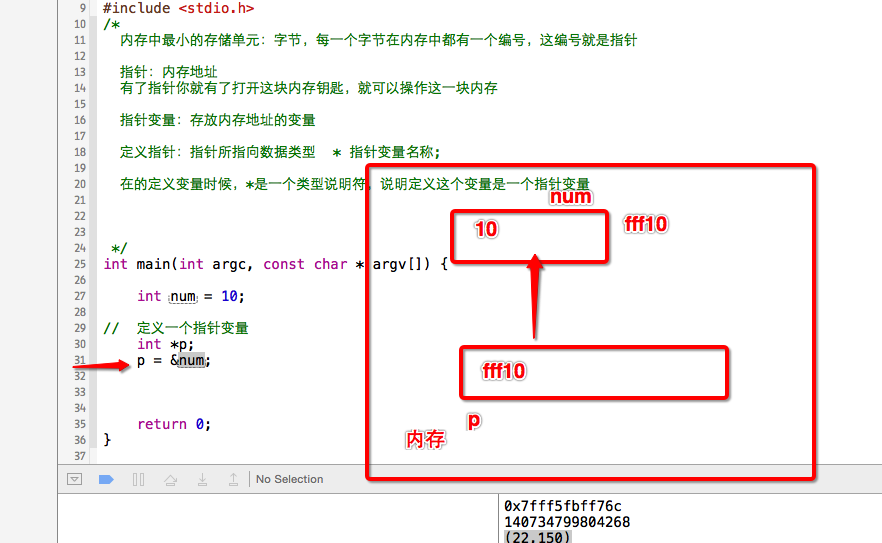 9 #include <stdio.h>
10 /*
11 内存中最小的存储单元：字节，每一个字节在内存中都有一个编号，这编号就是指针
12
13 指针：内存地址
14 有了指针你就有了打开这块内存钥匙，就可以操作这一块内存
15
16 指针变量：存放内存地址的变量
17
18 定义指针：指针所指向数据类型 * 指针变量名称;
19
20 在的定义变量时候，*是一个类型说明符，说明定义这个变量是一个指针变量
21
22
23
24 */
25 int main(int argc, const char * argv[]) {
26
27 int num = 10;
28
29 // 定义一个指针变量
30 int *p;
31 p = &num;
32
33
34
35 return 0;
36 }
37
num
10
fff10
fff10
p
内存
No Selection
0x7fff5fbff76c
140734799804268
(22,150)